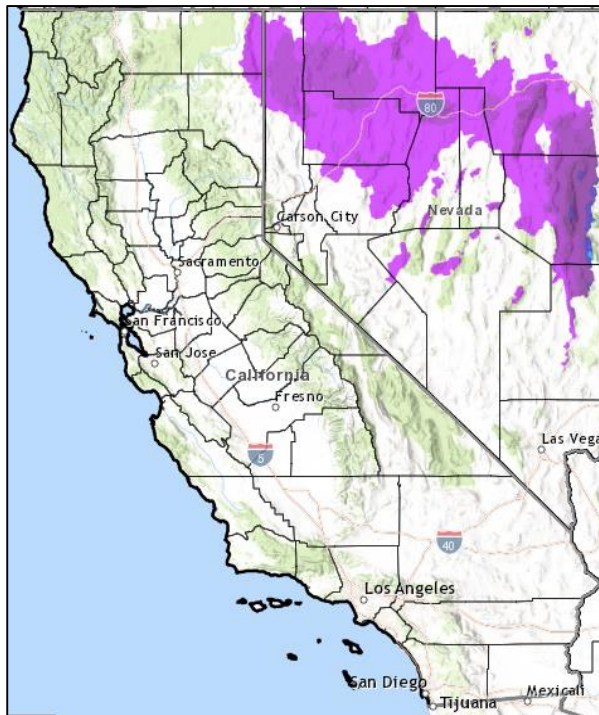 80
Carson City
Nevada
Sacramento
San Francisco
San Jose
California
Fresno
Las Vega
5
40
Los Angeles
San Diego
Tijuana
Mexicali